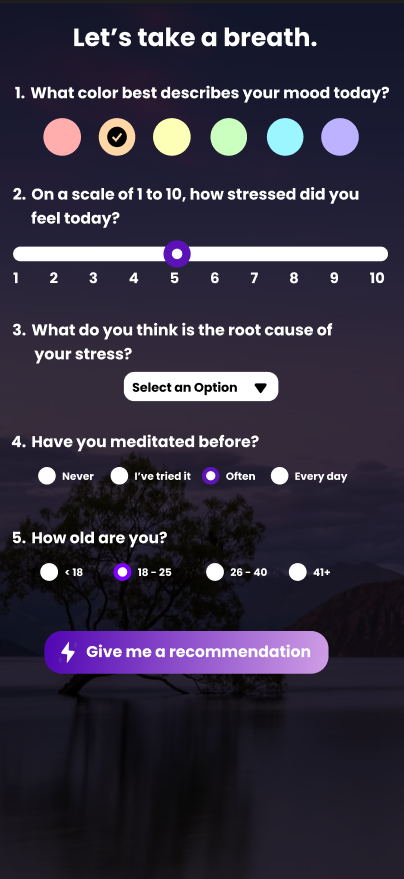 Let's take a breath.
1. What color best describes your mood today?
2. On a scale of 1 to 10, how stressed did you
feel today?
1 2 3 4 5 6 7 8 9 10
3. What do you think is the root cause of
your stress?
Select an Option
4. Have you meditated before?
Never I've tried it Often Every day
5. How old are you?
< 18 18 - 25 26 - 40 41+
Give me a recommendation